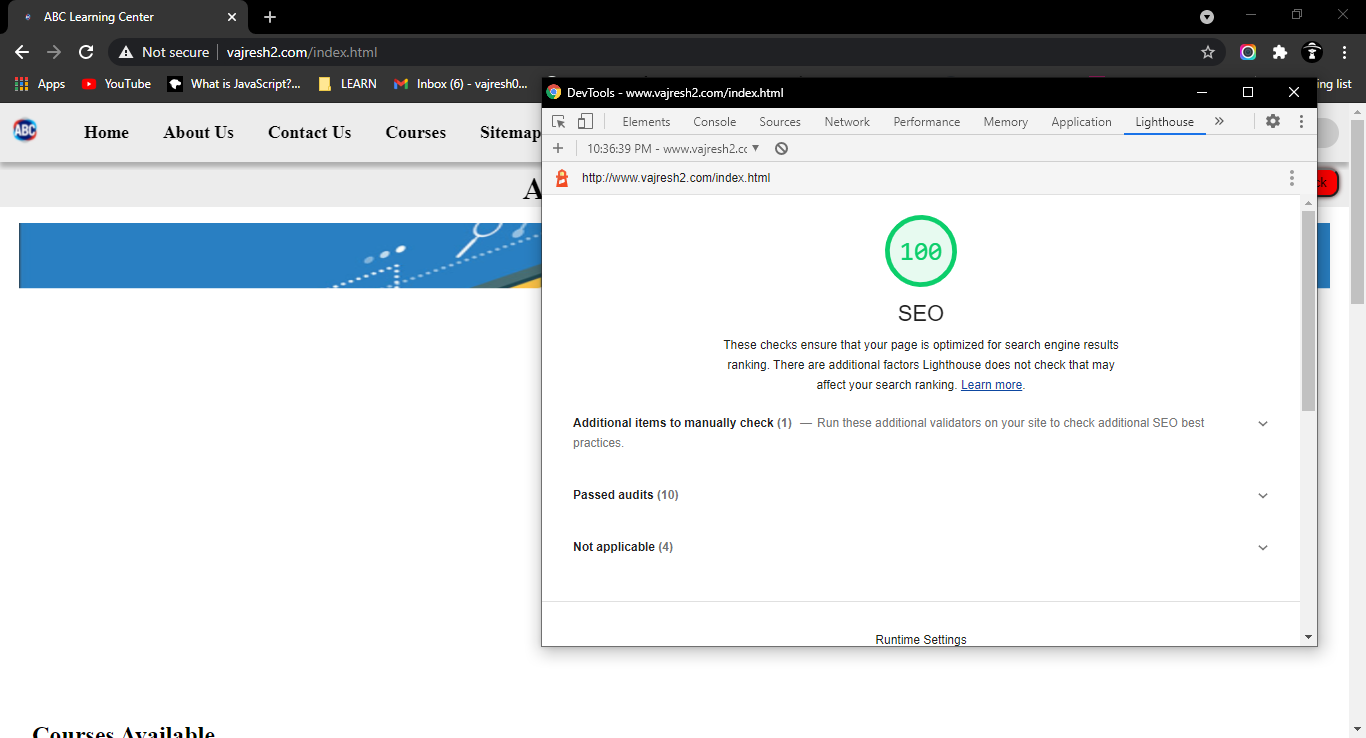 ABC Learning Center
Not secure
vajresh2.com/index.html
Apps YouTube What is JavaScript?... LEARN Inbox (6) - vajresh0... ing list
ABC Home About Us Contact Us Courses Sitemap
A
DevTools - www.vajresh2.com/index.html
Elements Console Sources Network Performance Memory Application Lighthouse »
+ 10:36:39 PM - www.vajresh2.cc
http://www.vajresh2.com/index.html
100
SEO
These checks ensure that your page is optimized for search engine results
ranking. There are additional factors Lighthouse does not check that may
affect your search ranking. Learn more.
Additional items to manually check (1) — Run these additional validators on your site to check additional SEO best
practices.
Passed audits (10)
Not applicable (4)
Runtime Settings
Courses Available